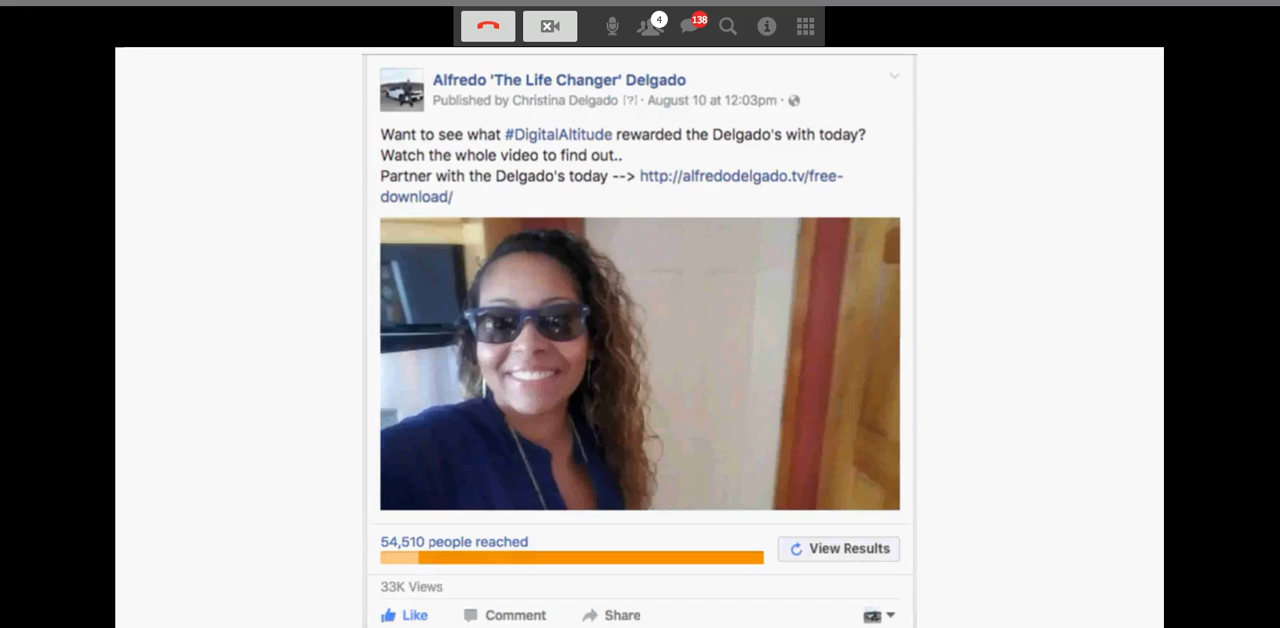 4
138
Alfredo 'The Life Changer' Delgado
Published by Christina Delgado [?] · August 10 at 12:03pm ·
Want to see what #DigitalAltitude rewarded the Delgado's with today?
Watch the whole video to find out..
Partner with the Delgado's today --> http://alfredodelgado.tv/free-
download/
54,510 people reached
View Results
33K Views
Like Comment Share